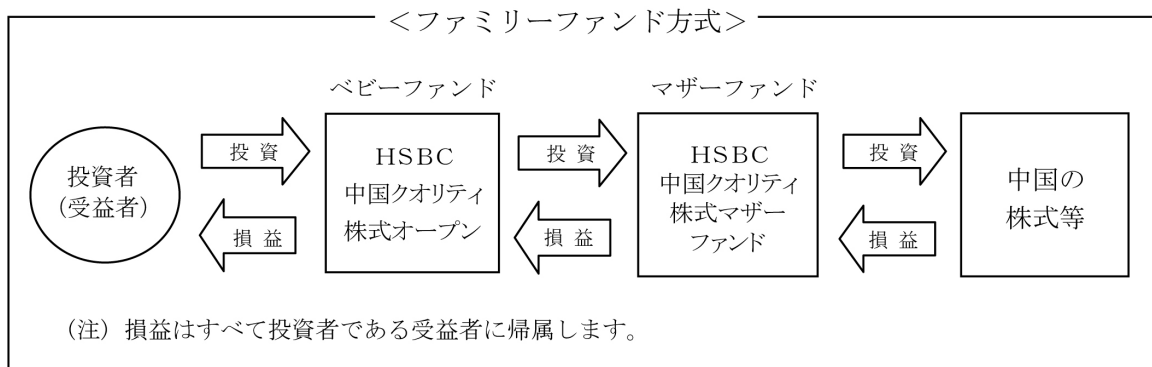 ＜ファミリーファンド方式＞
ベビーファンド
マザーファンド
投資者
（受益者）
投 資
損 益
HSBC
中国クオリティ
株式オープン
投 資
損 益
HSBC
中国クオリティ
株式マザー
ファンド
投 資
損 益
中国の
株式等
（注）損益はすべて投資者である受益者に帰属します。